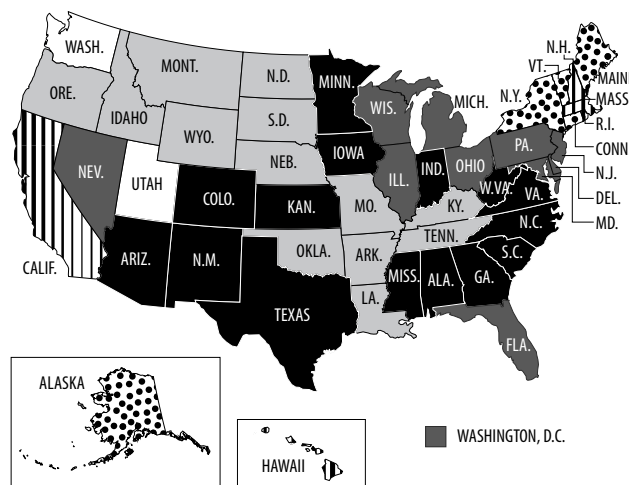 WASH.
MONT.
N.D.
MINN.
N.H.
VT.
MAIN
ORE.
IDAHO
S.D.
WIS.
MICH.
N.Y.
MASS
R.I.
WYO.
IOWA
PA.
CONN
NEB.
NEV.
UTAH
COLO.
KAN.
MO.
ILL.
IND.
OHIO
W.VA.
VA.
N.J.
DEL.
MD.
KY.
N.C.
TENN.
S.C.
CALIF.
ARIZ.
N.M.
OKLA.
ARK.
MISS.
ALA.
GA.
LA.
TEXAS
FLA.
ALASKA
HAWAII
WASHINGTON, D.C.